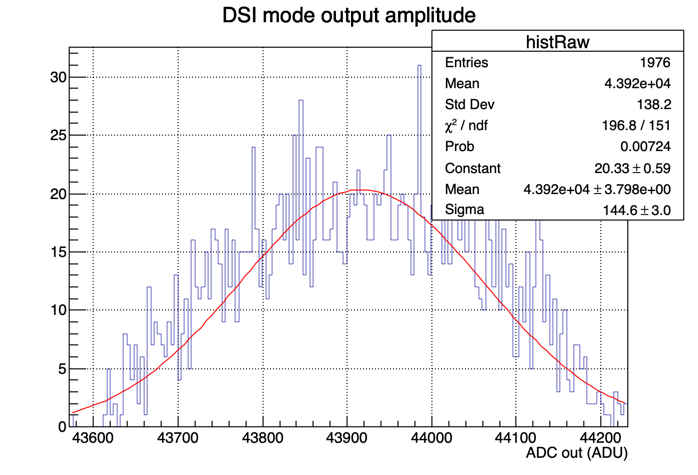 DSI mode output amplitude
histRaw
Entries 1976
Mean 4.392e+04
Std Dev 138.2
χ² / ndf 196.8 / 151
Prob 0.00724
Constant 20.33 ± 0.59
Mean 4.392e+04 ± 3.798e+00
Sigma 144.6 ± 3.0
30
25
20
15
10
5
0
43600 43700 43800 43900 44000 44100 44200
ADC out (ADU)